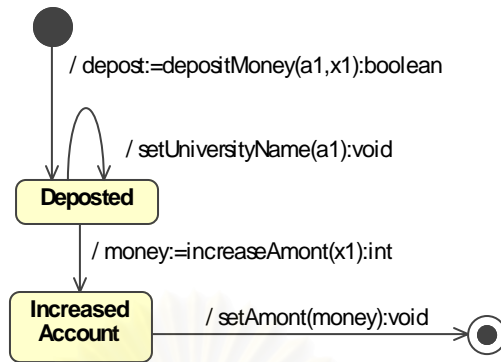 / depost:=depositMoney(a1,x1):boolean
/ setUniversityName(a1):void
Deposted
/ money:=increaseAmont(x1):int
Increased
Account
/ setAmont(money):void